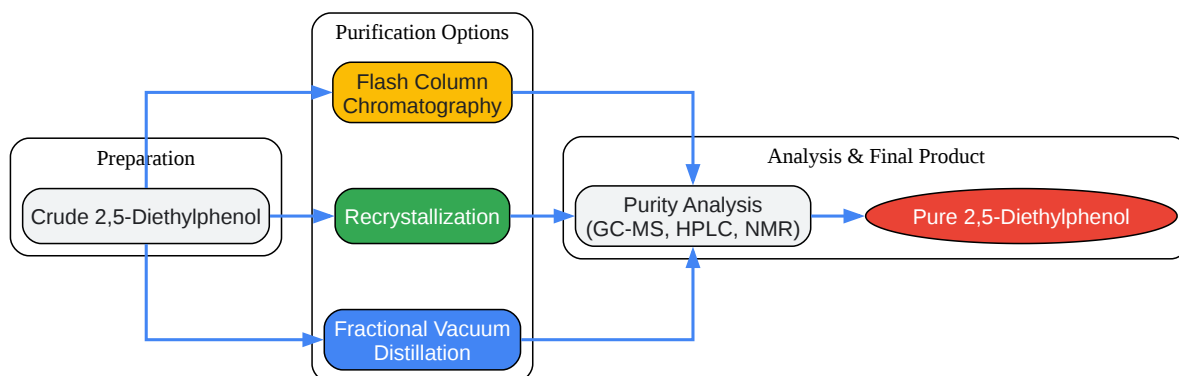 Preparation
Crude 2,5-Diethylphenol
Purification Options
Flash Column
Chromatography
Recrystallization
Fractional Vacuum
Distillation
Analysis & Final Product
Purity Analysis
(GC-MS, HPLC, NMR)
Pure 2,5-Diethylphenol